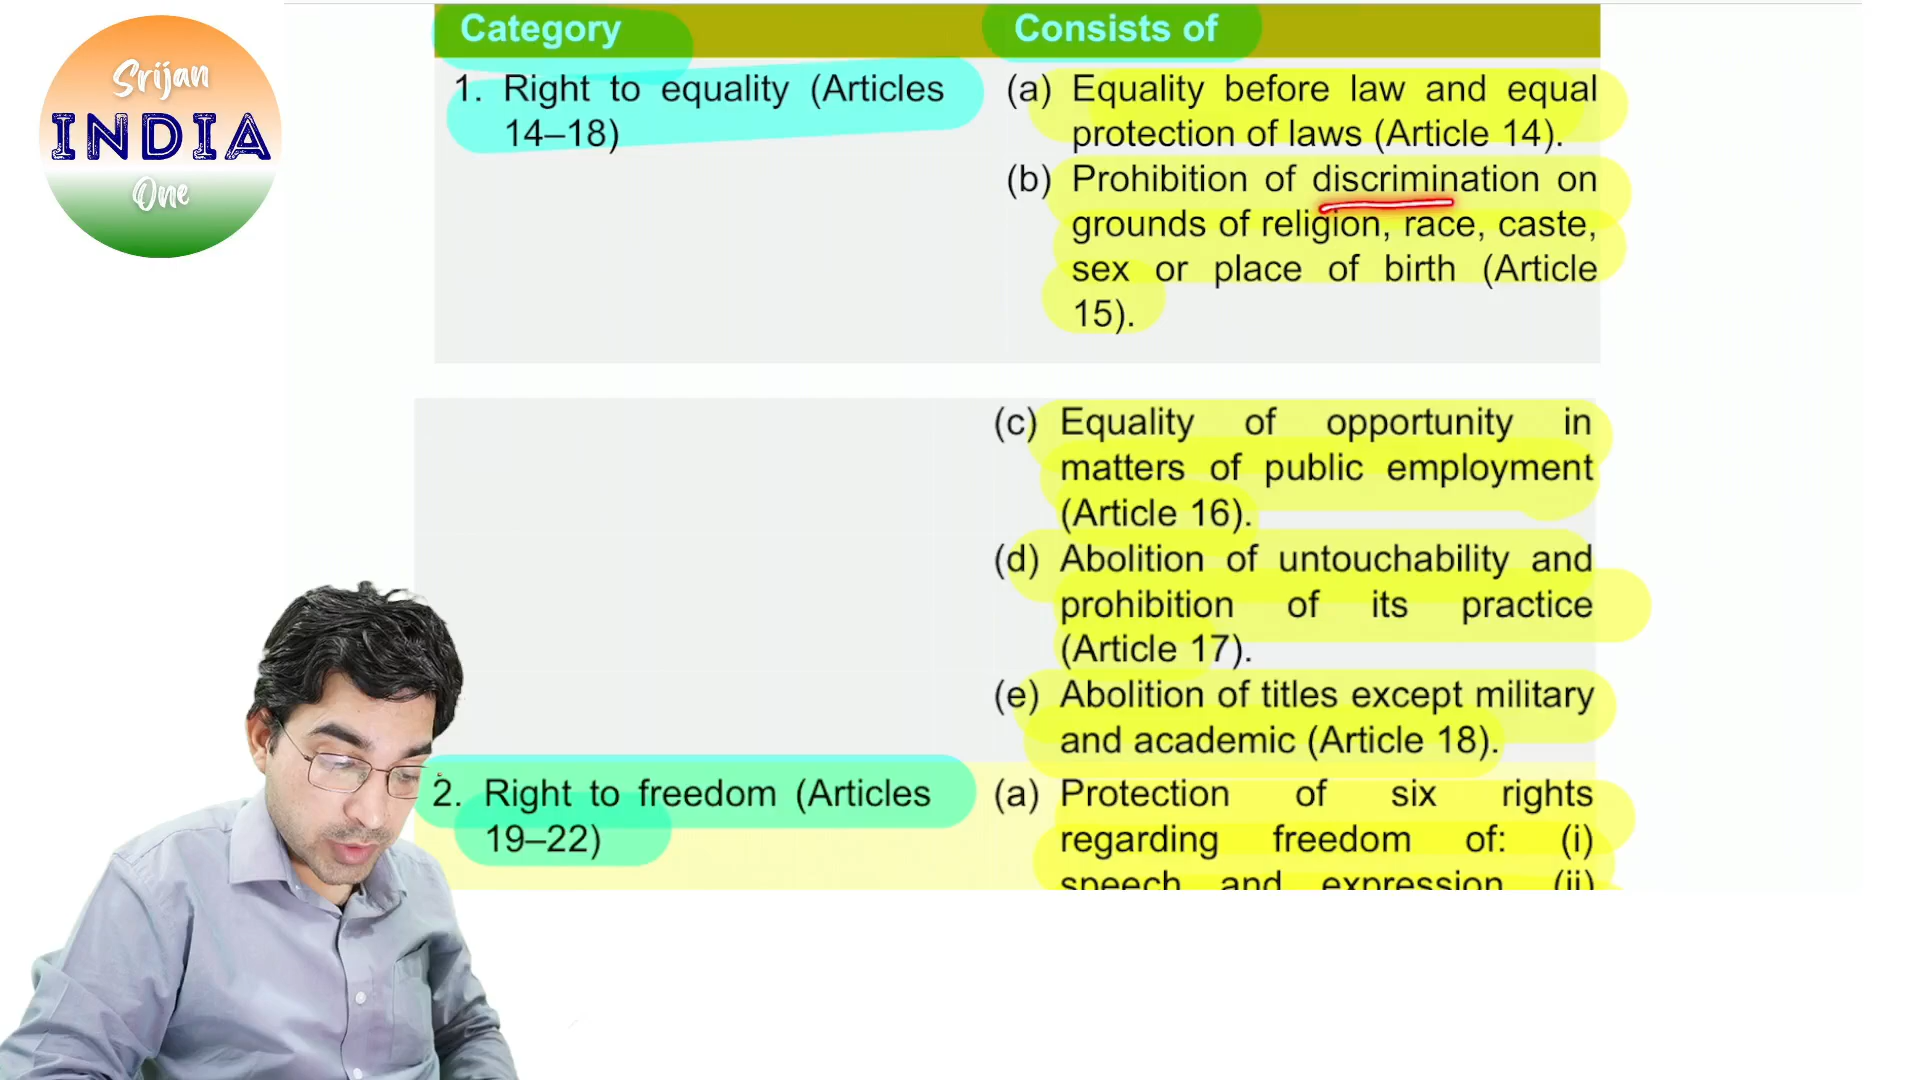 Srijan
INDIA
One
Category
Consists of
1. Right to equality (Articles
14–18)
(a) Equality before law and equal
protection of laws (Article 14).
(b) Prohibition of discrimination on
grounds of religion, race, caste,
sex or place of birth (Article
15).
(c) Equality of opportunity in
matters of public employment
(Article 16).
(d) Abolition of untouchability and
prohibition of its practice
(Article 17).
(e) Abolition of titles except military
and academic (Article 18).
2. Right to freedom (Articles
19–22)
(a) Protection of six rights
regarding freedom of: (i)
speech and expression, (ii)